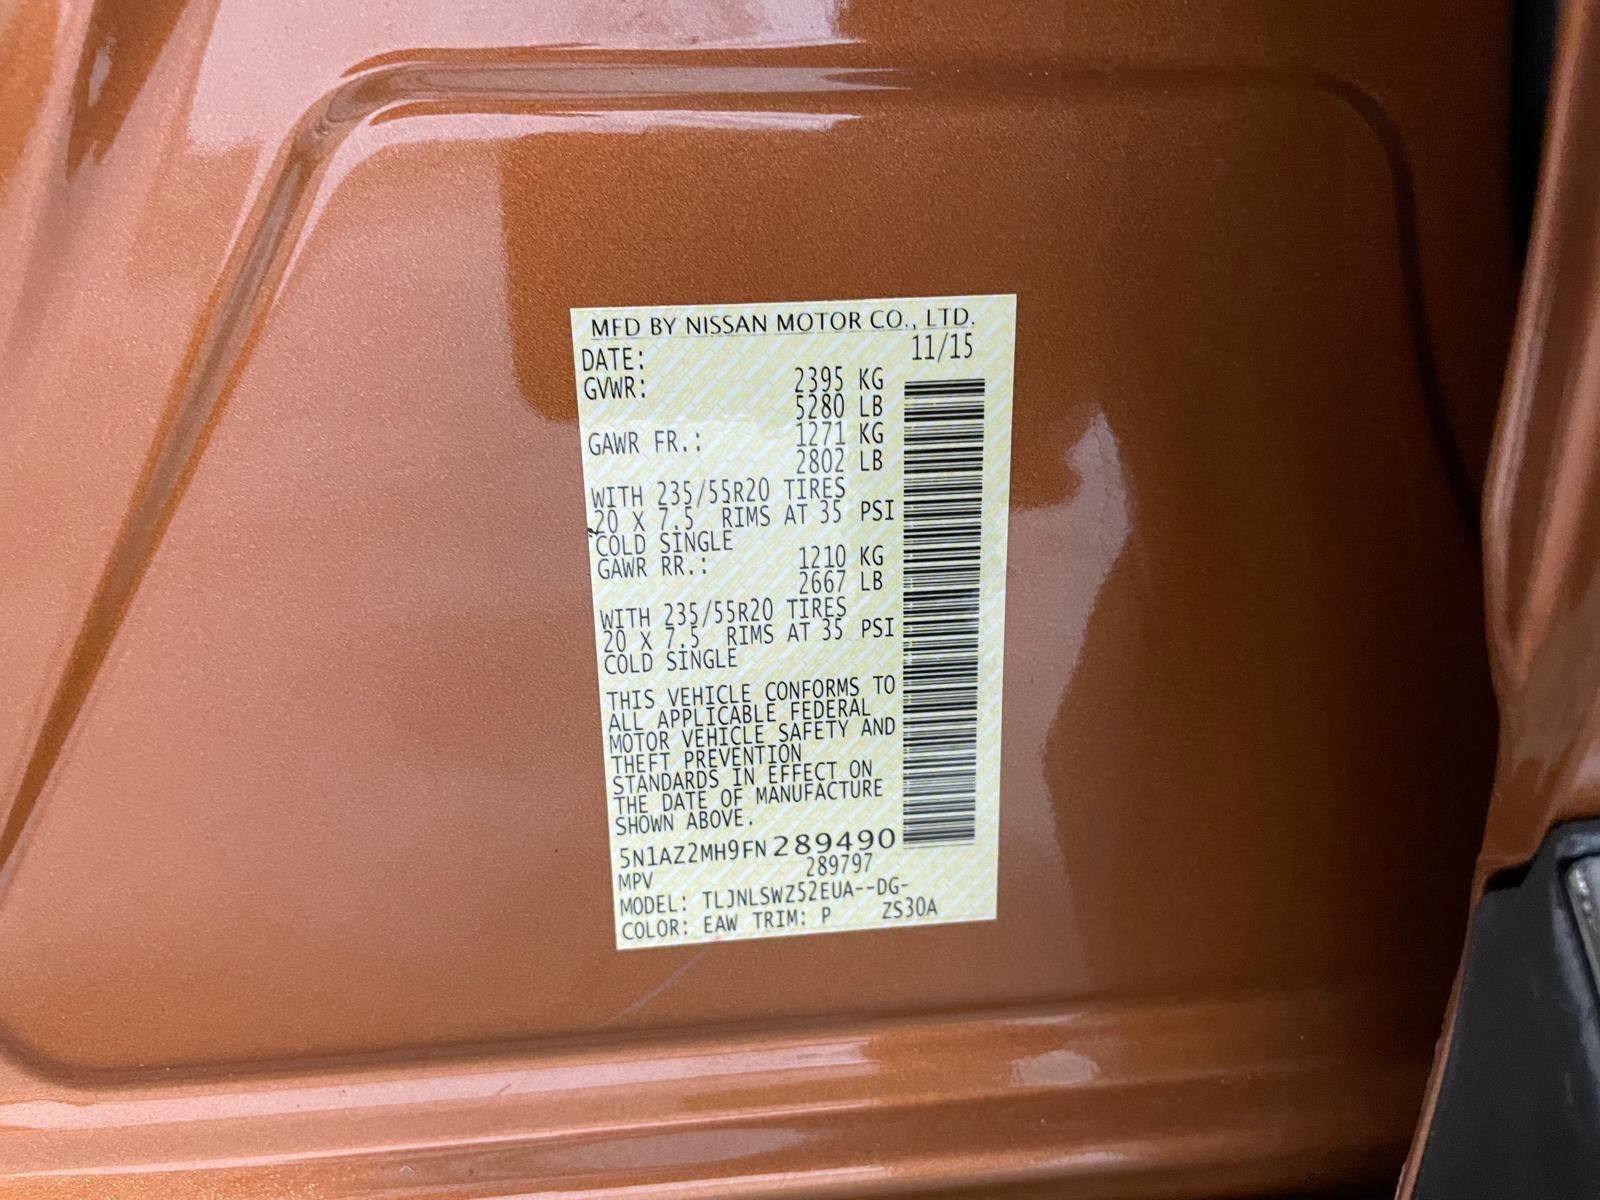 MFD BY NISSAN MOTOR CO., LTD.
DATE: 11/15
GVWR: 2395 KG
5280 LB
GAWR FR.: 1271 KG
2802 LB
WITH 235/55R20 TIRES
20 X 7.5 RIMS AT 35 PSI
COLD SINGLE
GAWR RR.: 1210 KG
2667 LB
WITH 235/55R20 TIRES
20 X 7.5 RIMS AT 35 PSI
COLD SINGLE
THIS VEHICLE CONFORMS TO
ALL APPLICABLE FEDERAL
MOTOR VEHICLE SAFETY AND
THEFT PREVENTION
STANDARDS IN EFFECT ON
THE DATE OF MANUFACTURE
SHOWN ABOVE.
5N1AZ2MH9FN289490
289797
MPV
MODEL: TLJNLSWZ52EUA--DG-
COLOR: EAW TRIM: P ZS30A